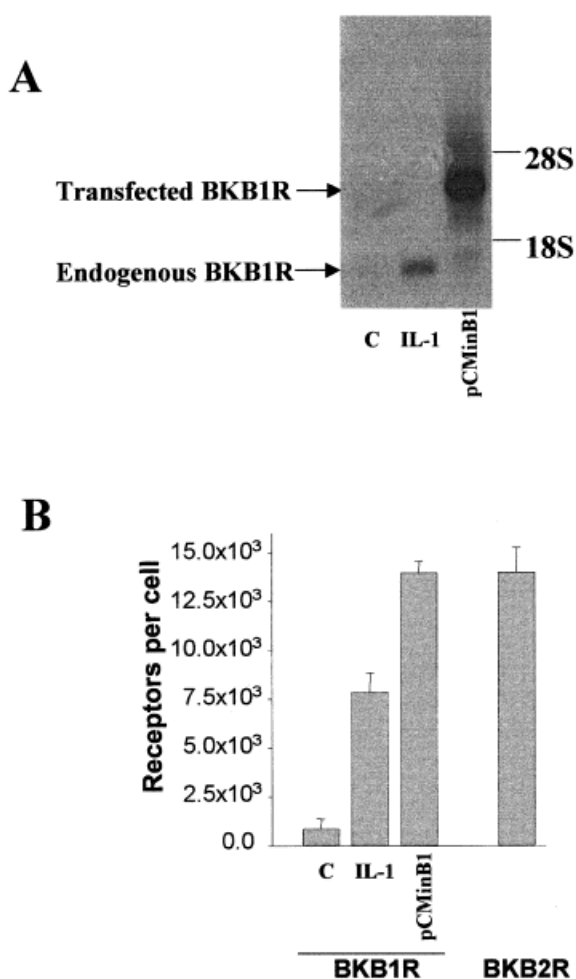 A
28S
Transfected BKB1R
18S
Endogenous BKB1R
C IL-1 pCMinB1
B
Receptors per cell
15.0x10³
12.5x10³
10.0x10³
7.5x10³
5.0x10³
2.5x10³
0.0
C IL-1 pCMinB1
BKB1R BKB2R